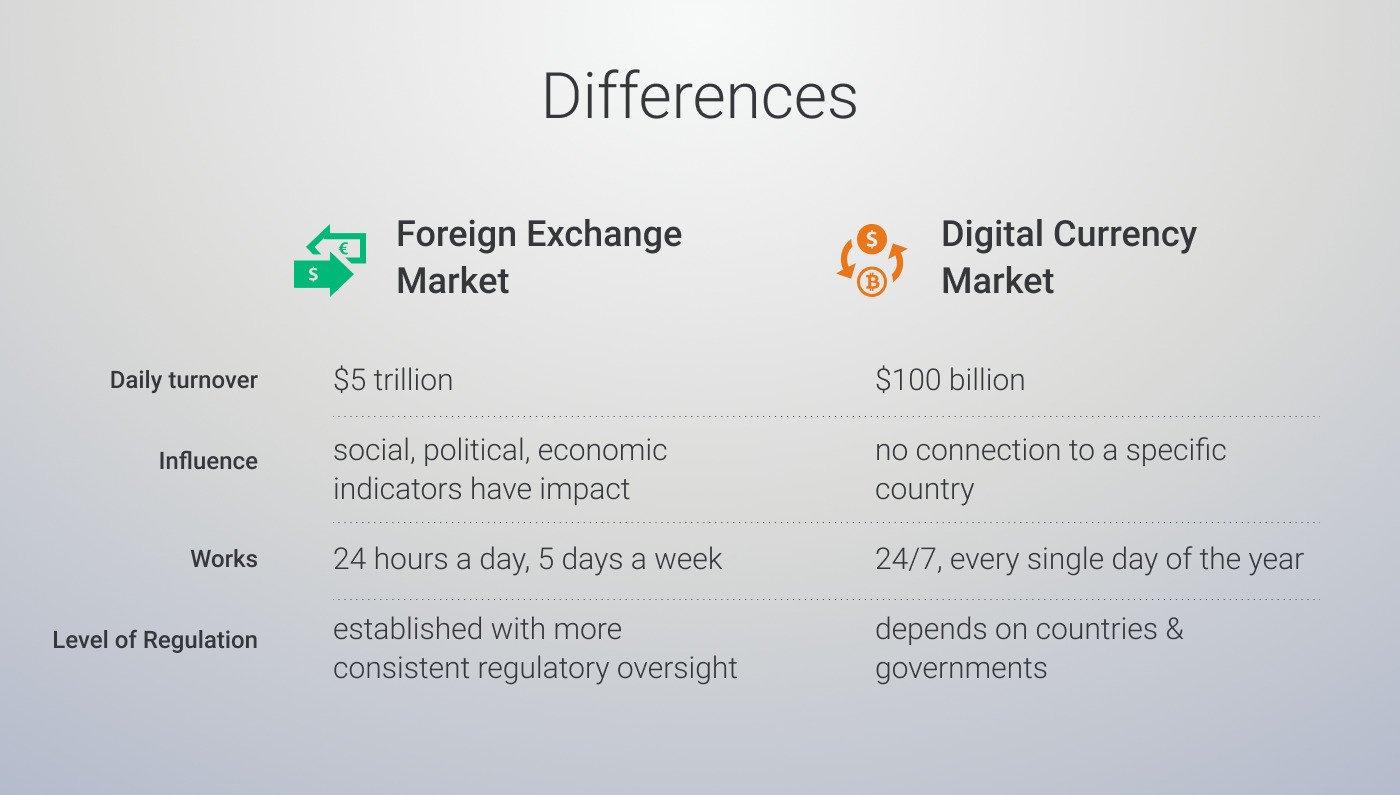 Differences
Foreign Exchange
Market
Digital Currency
Market
Daily turnover
$5 trillion
$100 billion
Influence
social, political, economic
indicators have impact
no connection to a specific
country
Works
24 hours a day, 5 days a week
24/7, every single day of the year
Level of Regulation
established with more
consistent regulatory oversight
depends on countries &
governments